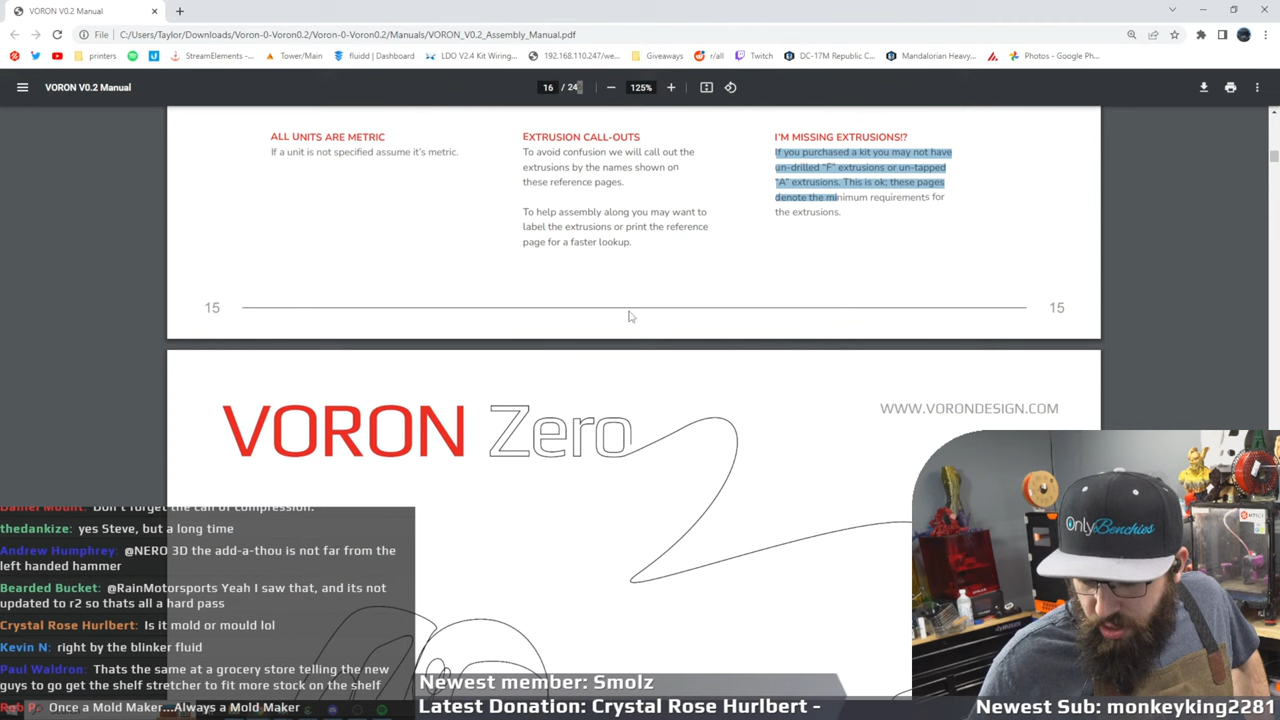 VORON V0.2 Manual
File
C:/Users/Taylor/Downloads/Voron-0-Voron0.2/Voron-0-Voron0.2/Manuals/VORON_V0.2_Assembly_Manual.pdf
printers
StreamElements - ...
Tower/Main
fluidd | Dashboard
LDO V2.4 Kit Wiring...
192.168.110.247/we...
Giveaways
r/all
Twitch
DC-17M Republic C...
Mandalorian Heavy...
Photos - Google Ph...
VORON V0.2 Manual
16 / 24
125%
ALL UNITS ARE METRIC
If a unit is not specified assume it's metric.
EXTRUSION CALL-OUTS
To avoid confusion we will call out the
extrusions by the names shown on
these reference pages.
To help assembly along you may want to
label the extrusions or print the reference
page for a faster lookup.
I'M MISSING EXTRUSIONS!?
If you purchased a kit you may not have
un-drilled "F" extrusions or un-tapped
"A" extrusions. This is ok; these pages
denote the minimum requirements for
the extrusions.
15
15
VORON Zero
WWW.VORONDESIGN.COM
Daniel Mount: Don't forget the can of compression.
thedankize: yes Steve, but a long time
Andrew Humphrey: @NERO 3D the add-a-thou is not far from the
left handed hammer
Bearded Bucket: @RainMotorsports Yeah I saw that, and its not
updated to r2 so thats all a hard pass
Crystal Rose Hurlbert: Is it mold or mould lol
Kevin N: right by the blinker fluid
Paul Waldron: Thats the same at a grocery store telling the new
guys to go get the shelf stretcher to fit more stock on the shelf
Rob P: Once a Mold Maker...Always a Mold Maker
OnlyBenchies
Newest member: Smolz
Latest Donation: Crystal Rose Hurlbert -
Newest Sub: monkeyking2281